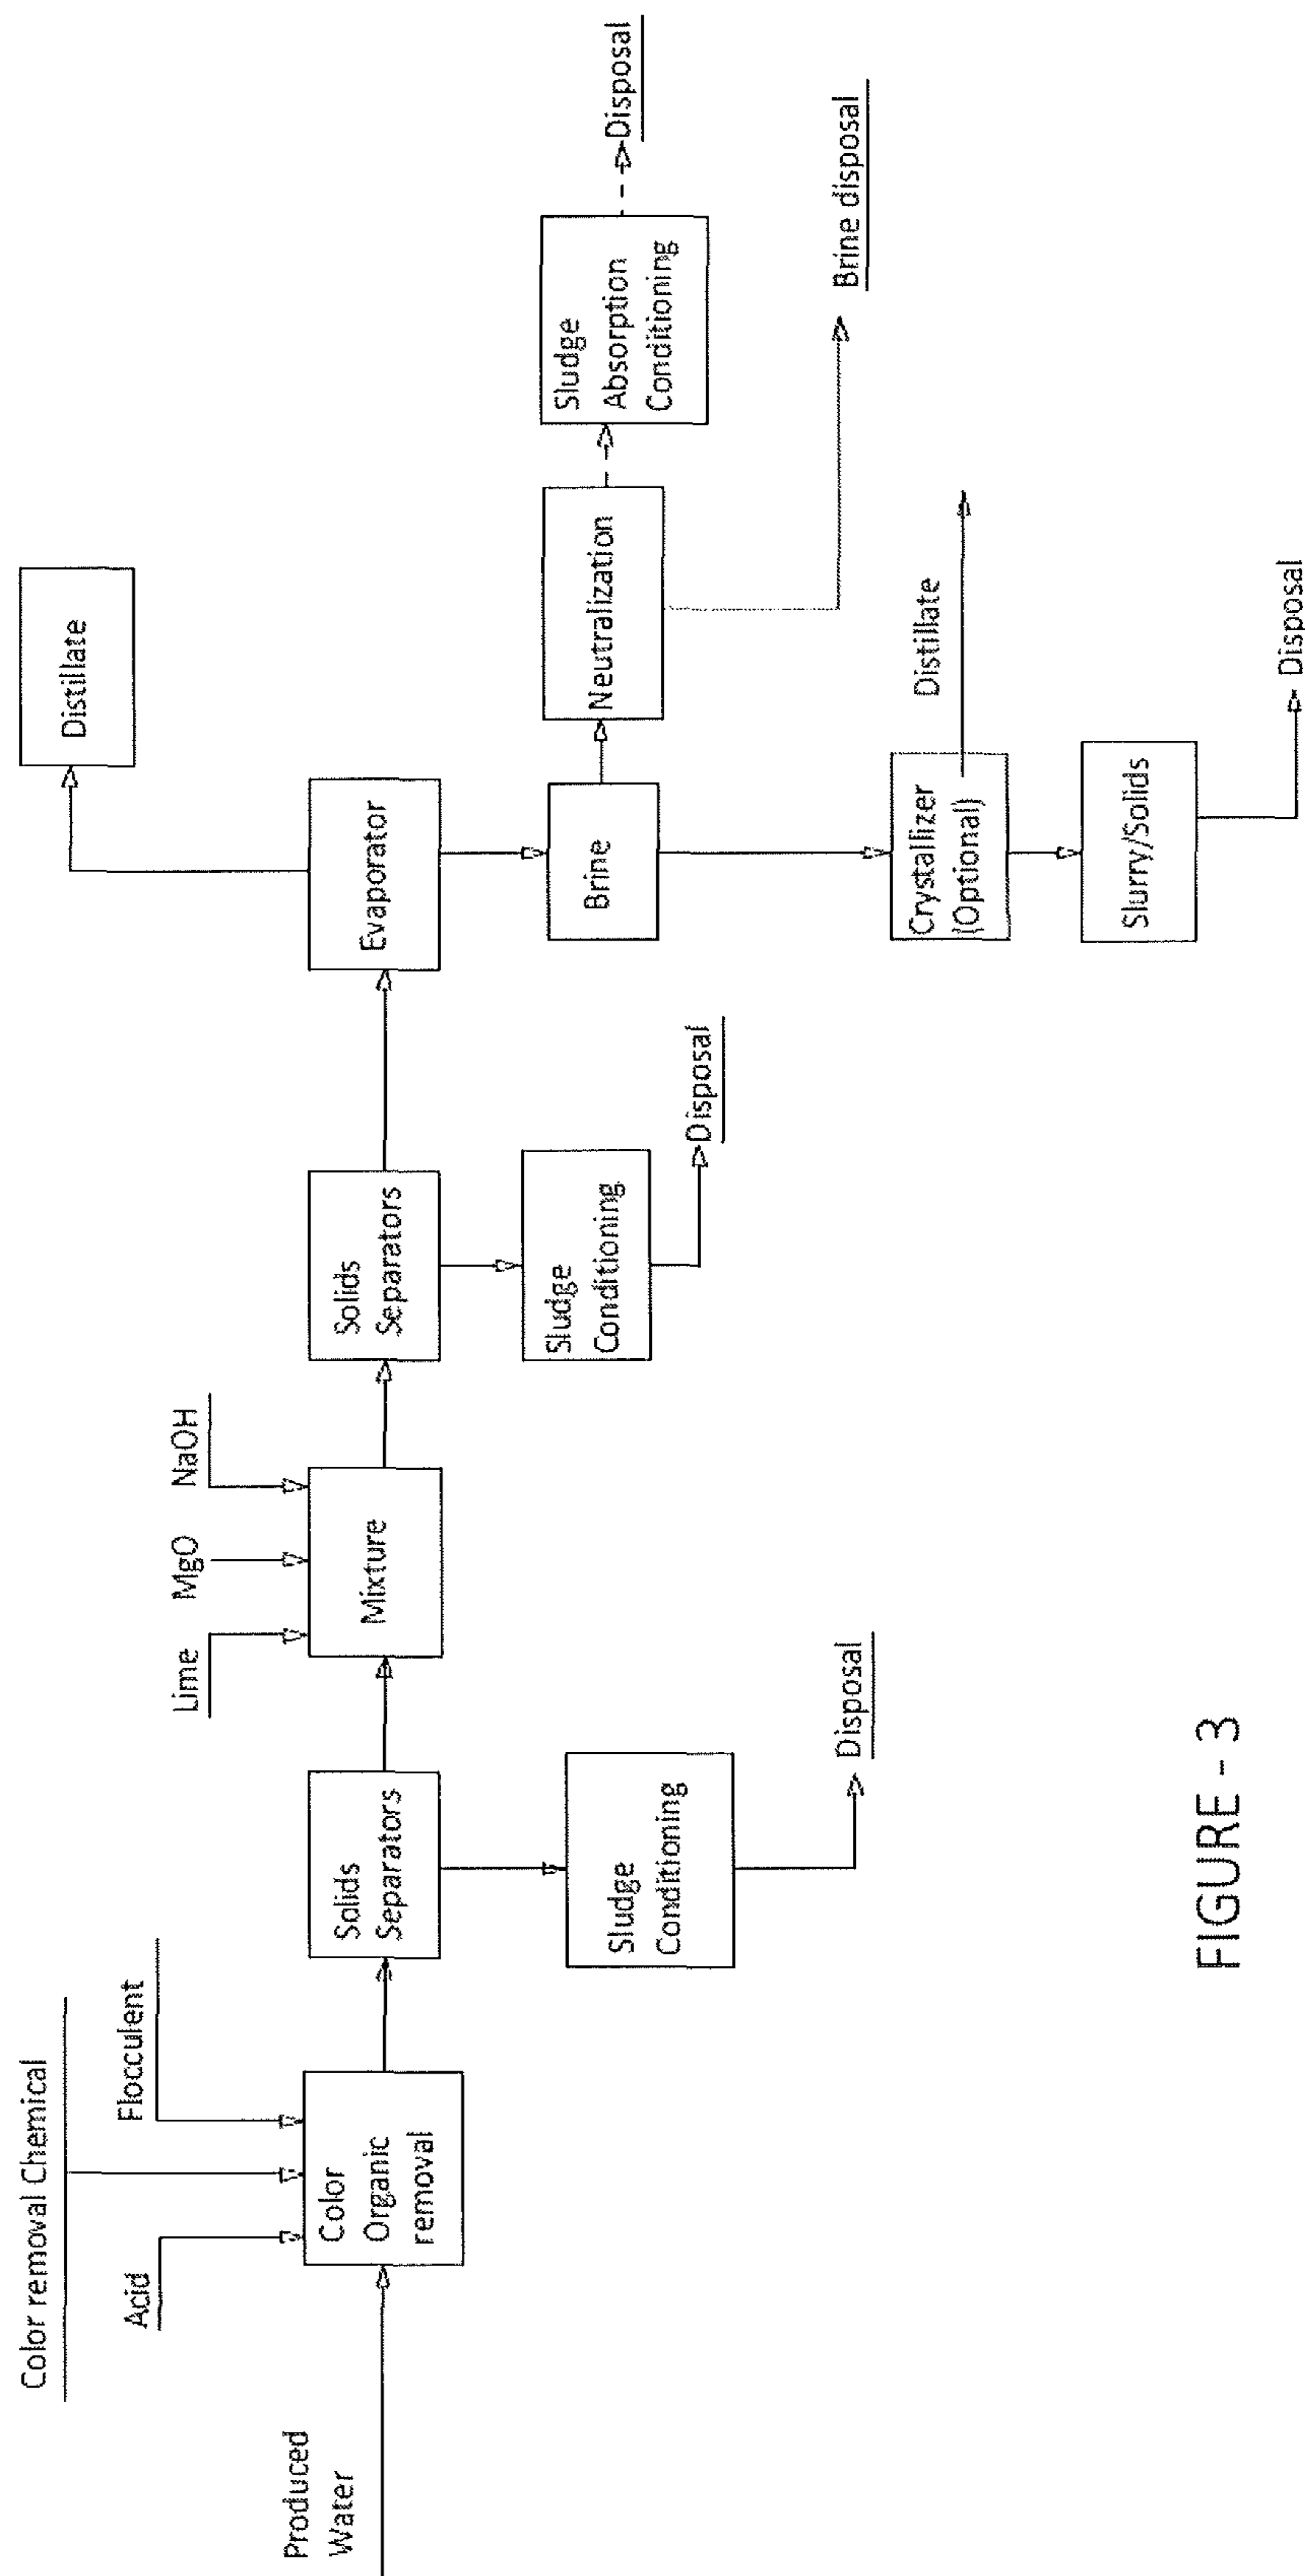 Color removal Chemical
Acid
Flocculent
Produced
Water
Color
Organic
removal
Solids
Separators
Sludge
Conditioning
Disposal
Lime
MgO
NaOH
Mixture
Solids
Separators
Sludge
Conditioning
Disposal
Evaporator
Distillate
Brine
Neutralization
Sludge
Absorption
Conditioning
Disposal
Brine disposal
Crystallizer
(Optional)
Distillate
Slurry/Solids
Disposal
FIGURE - 3